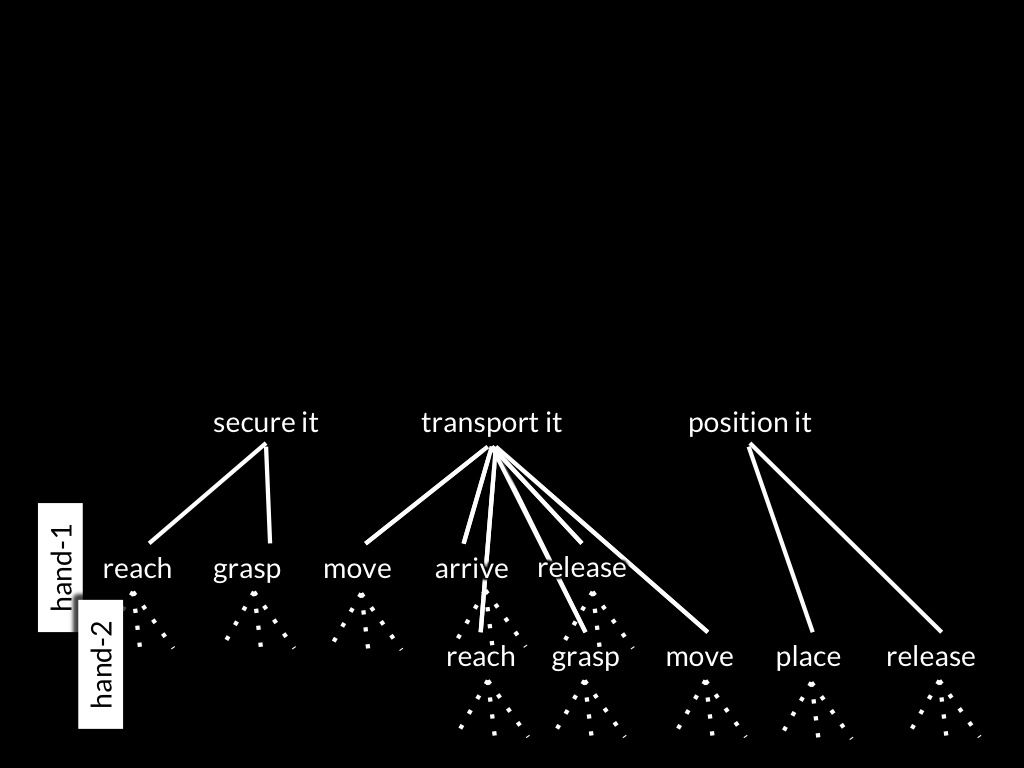 secure it transport it position it
hand-1
reach grasp move arrive release
hand-2
reach grasp move place release